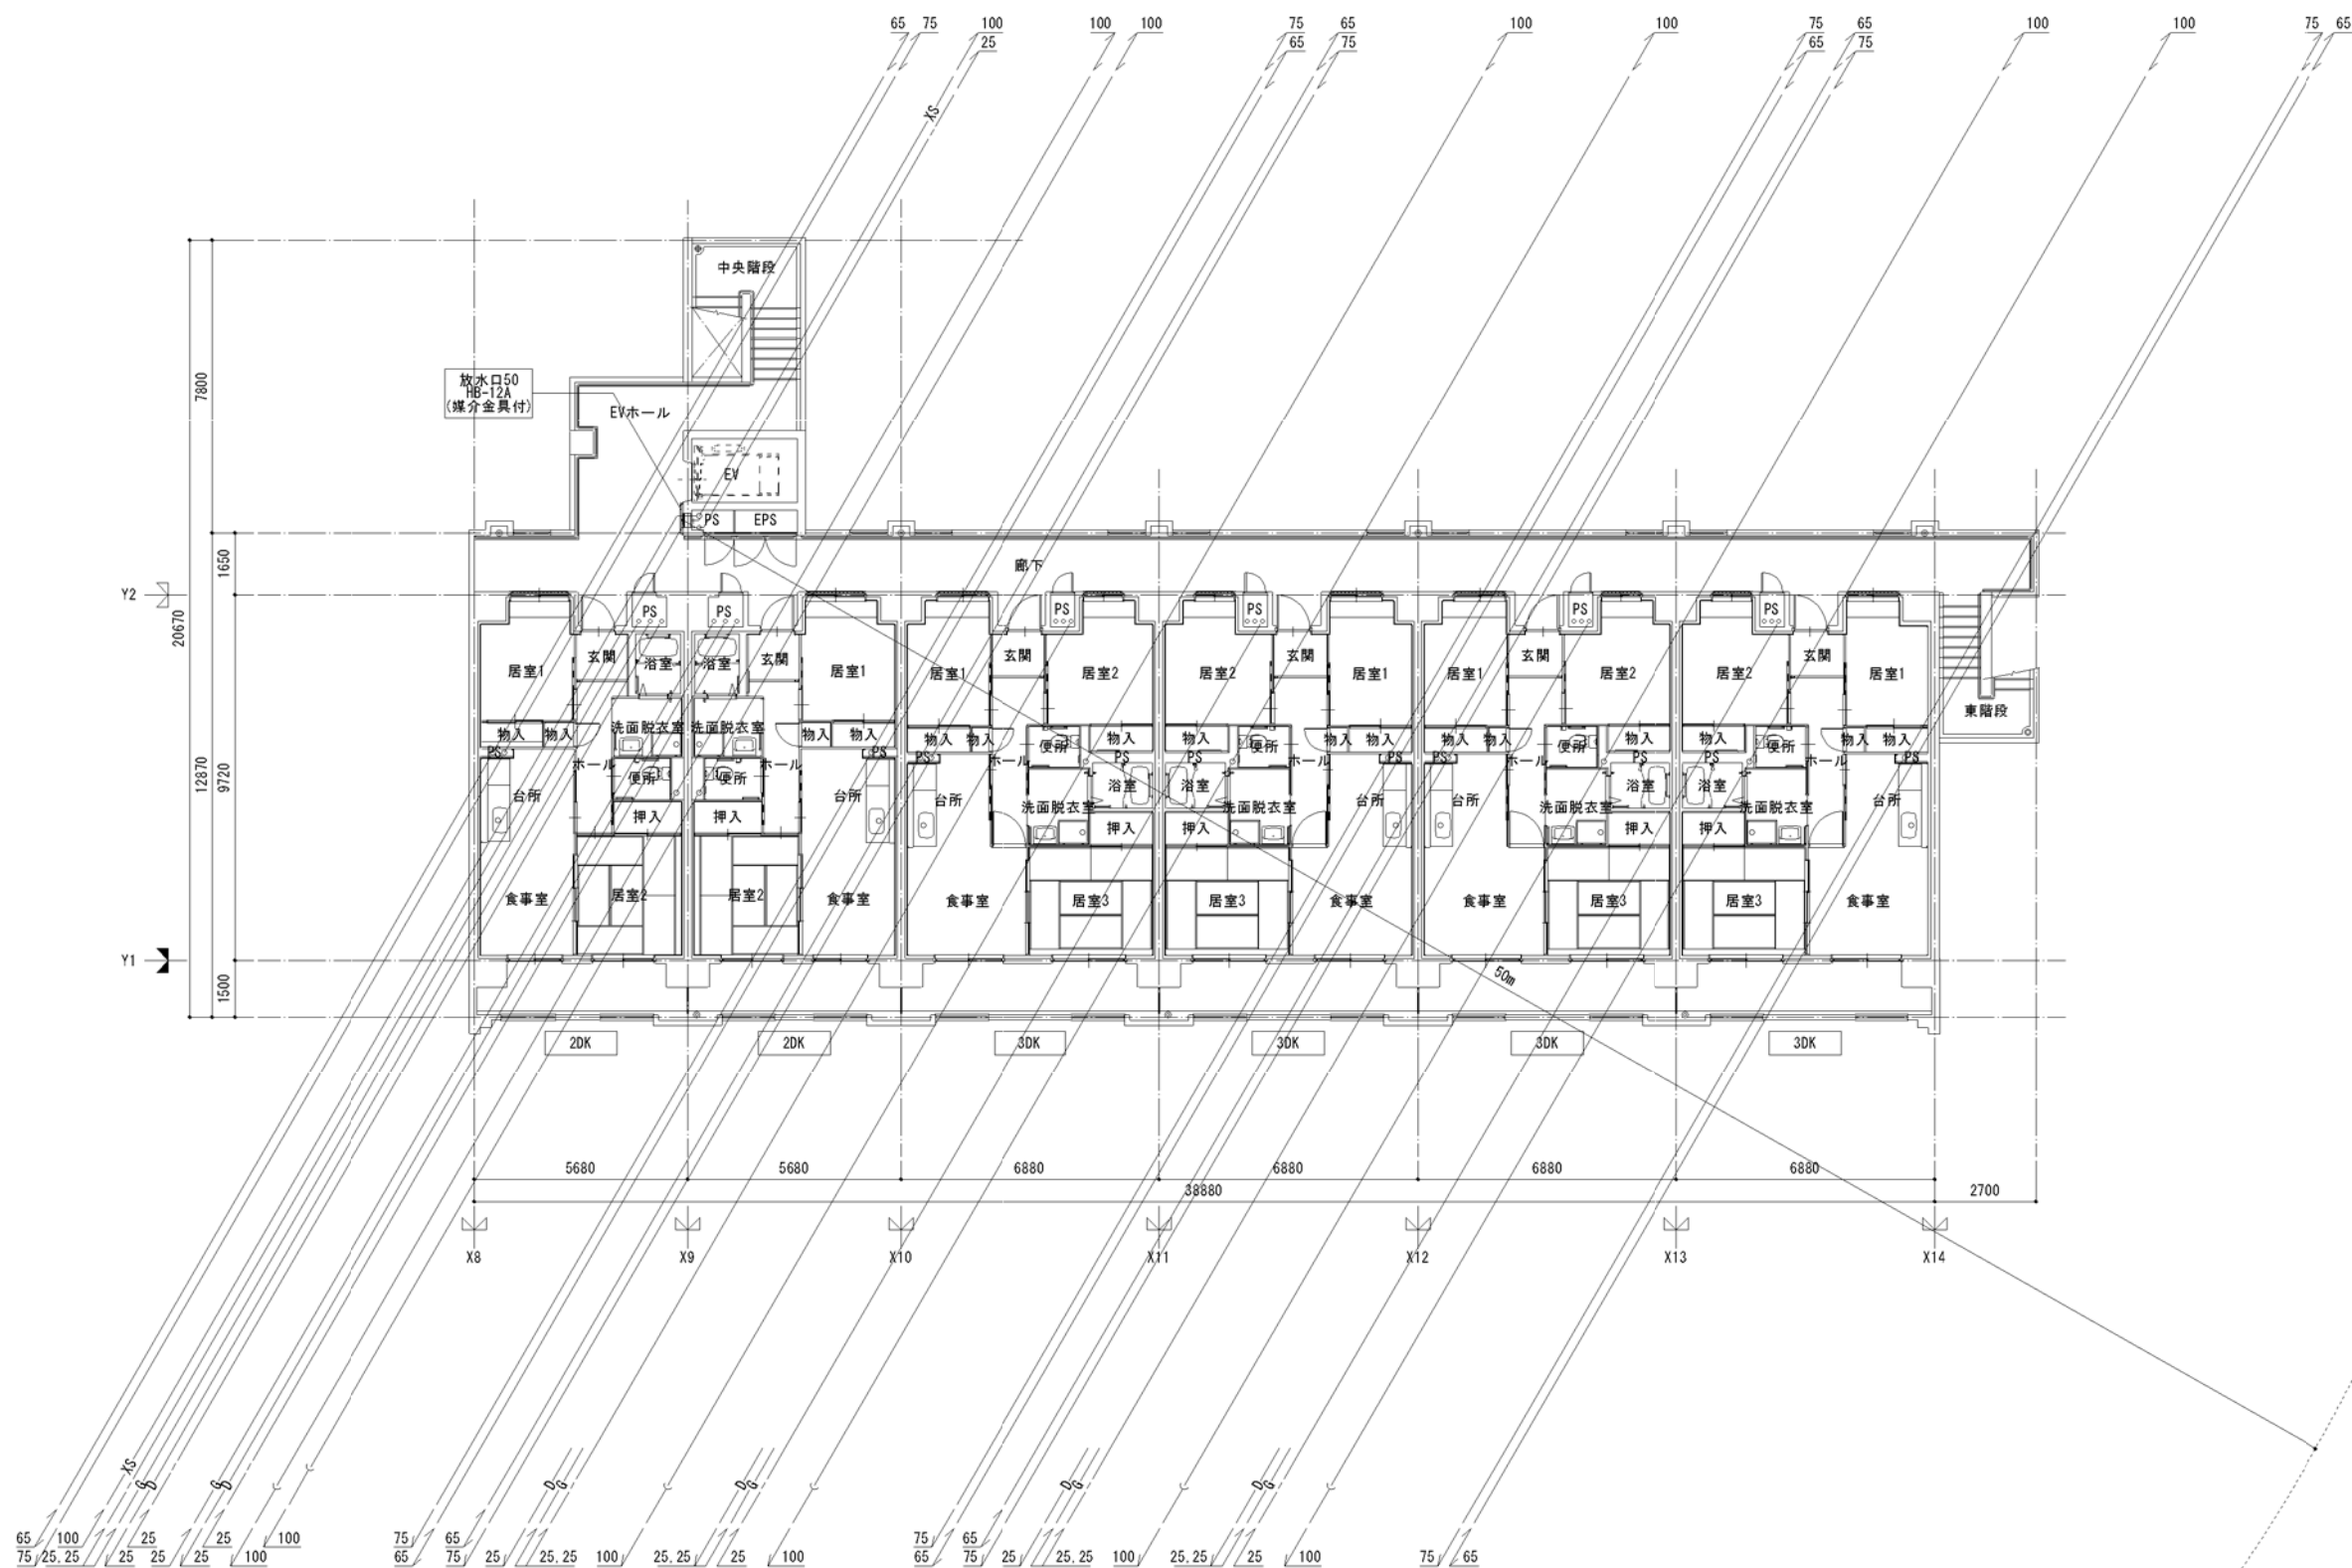 65 75 100 100 100 75 65 100 100 75 65 100 100 75 65
25 65 75 65 75
XS
中央階段
放水口50
HB-12A
(媒介金具付)
EVホール
7800
EV
PS EPS
廊下
1650
Y2
20670
PS PS PS PS PS PS
玄関 浴室 浴室 玄関 玄関 玄関 玄関 玄関
居室1 居室1 居室1 居室2 居室2 居室1 居室1 居室2 居室2 居室1
東階段
洗面脱衣室 洗面脱衣室
物入 物入 物入 物入 物入 物入 物入 物入 物入 物入 物入 物入 物入 物入 物入 物入
便所 便所 便所 便所
PS PS PS PS PS PS PS PS PS PS
ホール ホール ホール ホール ホール ホール
12870
9720
便所 便所
浴室 浴室 浴室 浴室
台所 台所 台所 台所 台所 台所
洗面脱衣室 洗面脱衣室 洗面脱衣室 洗面脱衣室
押入 押入 押入 押入 押入 押入
居室2 居室2 居室3 居室3 居室3 居室3
食事室 食事室 食事室 食事室 食事室 食事室
Y1
50m
1500
2DK 2DK 3DK 3DK 3DK 3DK
5680 5680 6880 6880 6880 6880
38880 2700
X8 X9 X10 X11 X12 X13 X14
XS G D G D D G D G D G D G
65 100 25 25 100 75 65 75 65
75 25,25 25 25 25 100 65 75 25 25,25 100 25,25 25 100 65 75 25 25,25 100 25,25 25 100 75 65